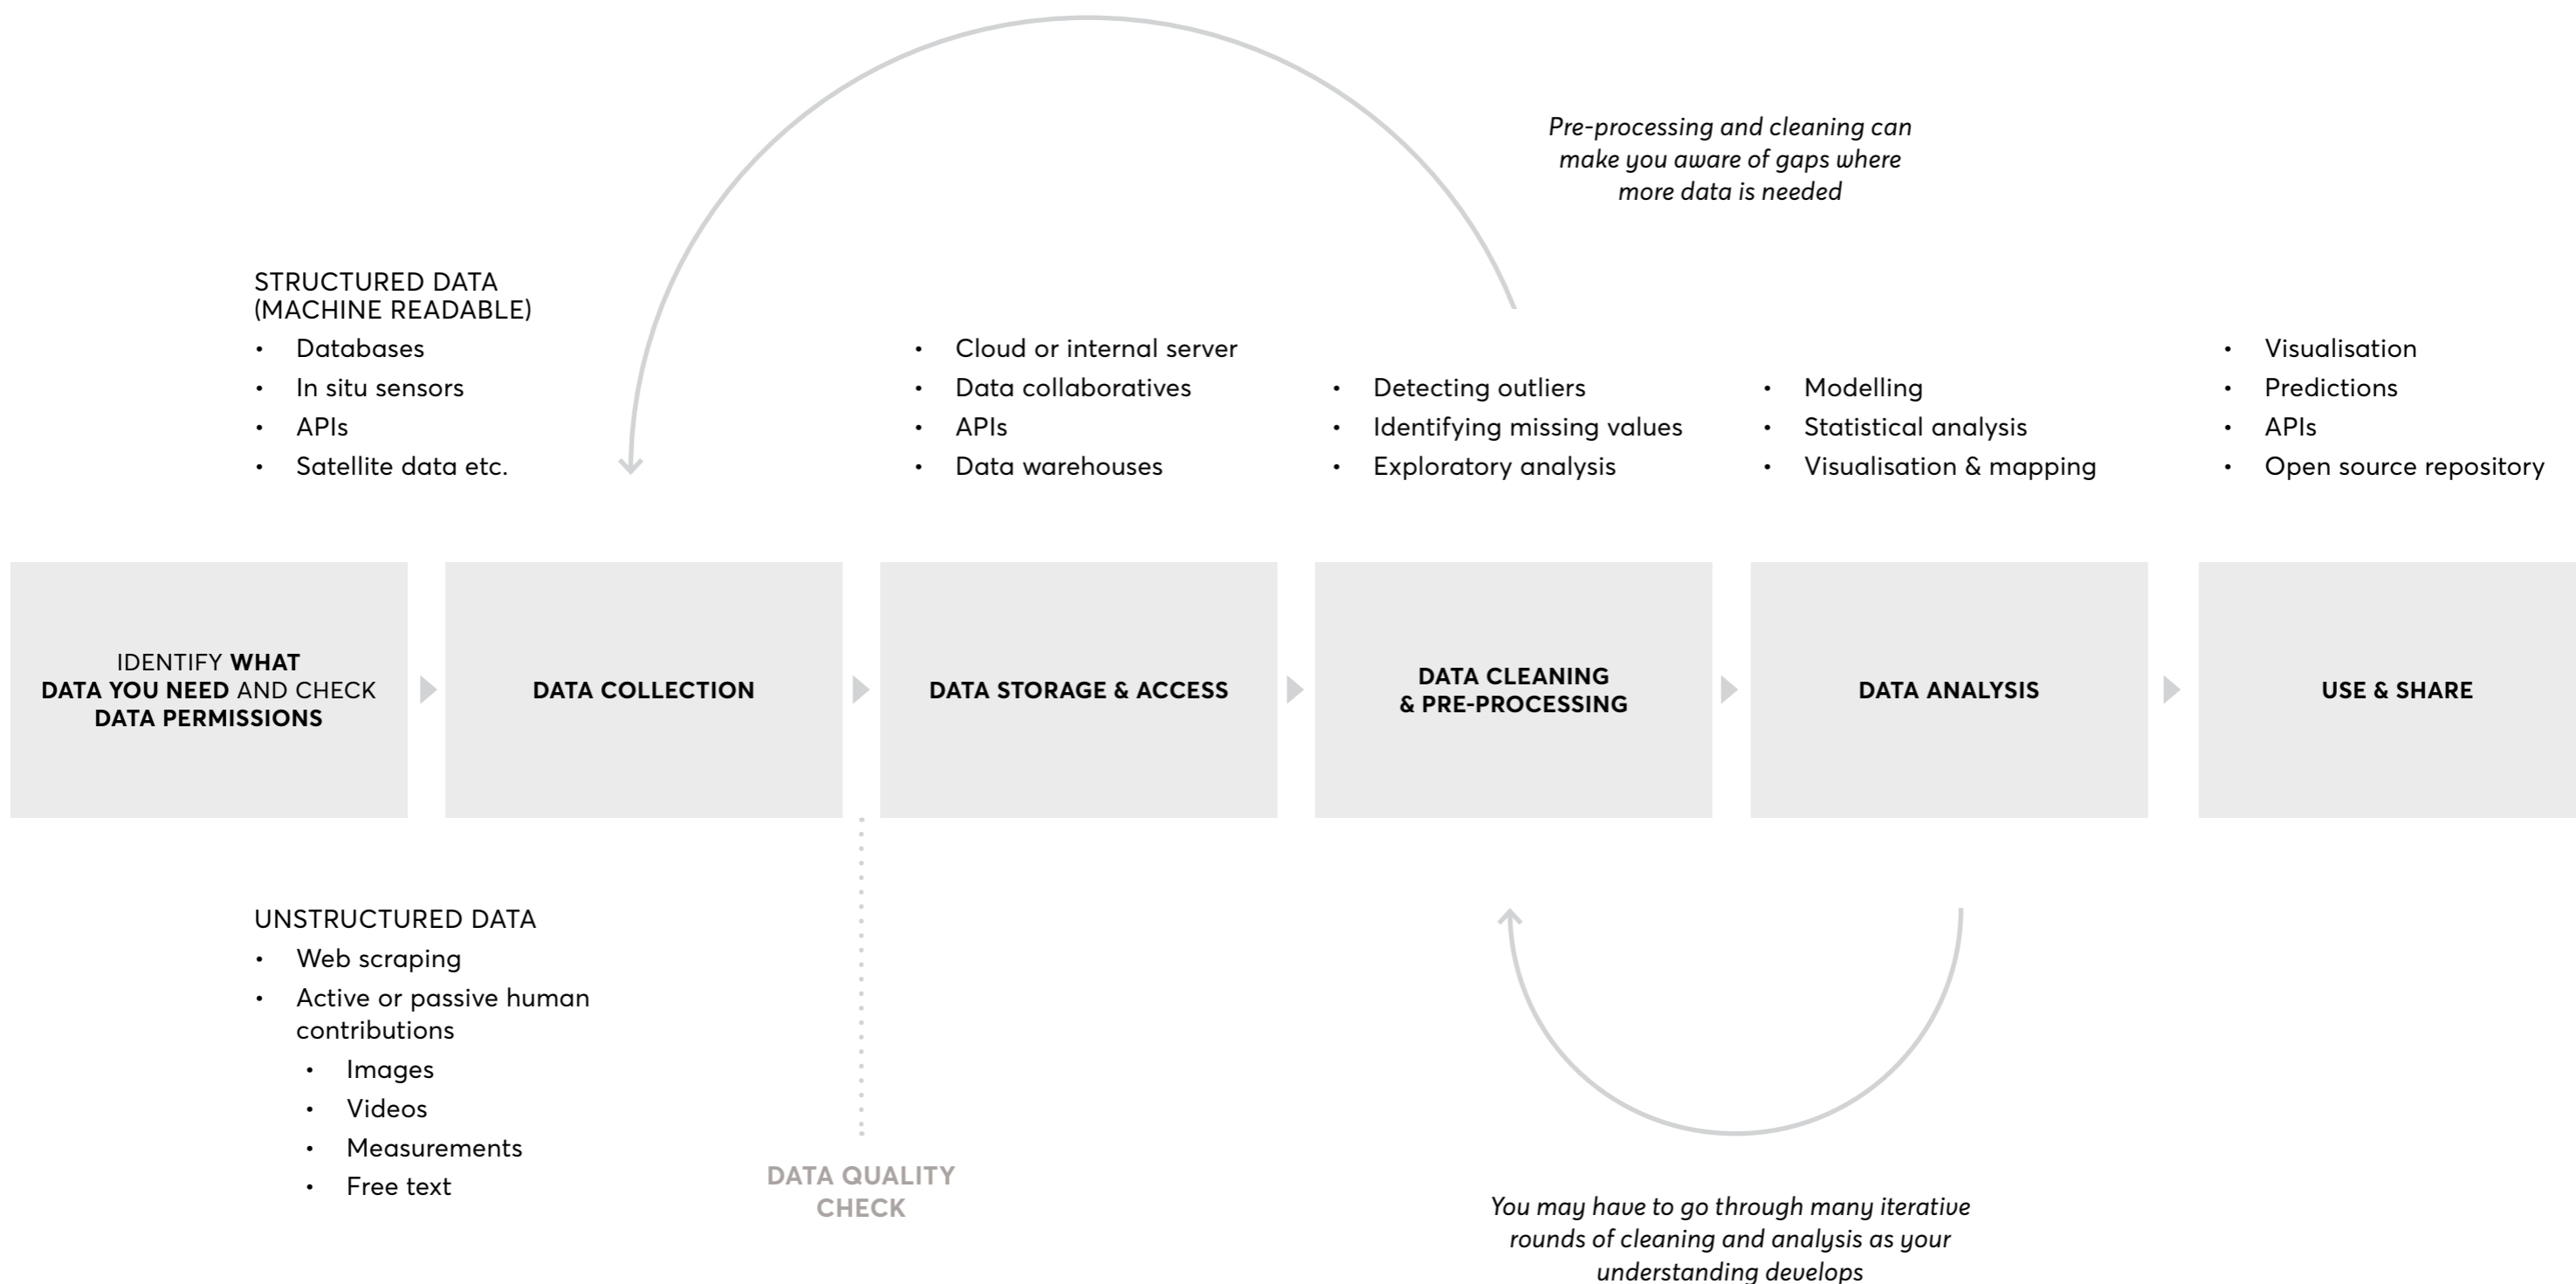 Pre-processing and cleaning can
make you aware of gaps where
more data is needed
STRUCTURED DATA
(MACHINE READABLE)
• Databases
• In situ sensors
• APIs
• Satellite data etc.
• Cloud or internal server
• Data collaboratives
• APIs
• Data warehouses
• Detecting outliers
• Identifying missing values
• Exploratory analysis
• Modelling
• Statistical analysis
• Visualisation & mapping
• Visualisation
• Predictions
• APIs
• Open source repository
IDENTIFY WHAT
DATA YOU NEED AND CHECK
DATA PERMISSIONS
DATA COLLECTION
DATA STORAGE & ACCESS
DATA CLEANING
& PRE-PROCESSING
DATA ANALYSIS
USE & SHARE
UNSTRUCTURED DATA
• Web scraping
• Active or passive human
contributions
• Images
• Videos
• Measurements
• Free text
DATA QUALITY
CHECK
You may have to go through many iterative
rounds of cleaning and analysis as your
understanding develops